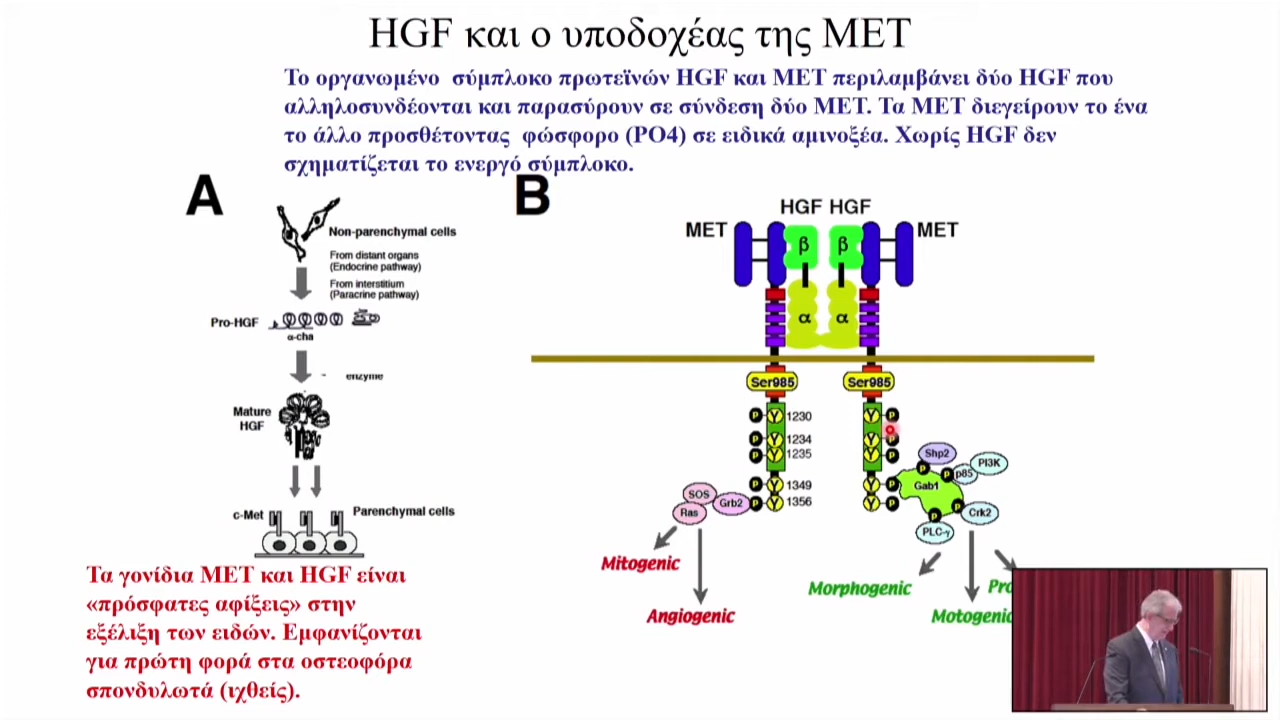 HGF και ο υποδοχέας της MET
Το οργανωμένο σύμπλοκο πρωτεϊνών HGF και MET περιλαμβάνει δύο HGF που
αλληλοσυνδέονται και παρασύρουν σε σύνδεση δύο MET. Τα MET διεγείρουν το ένα
το άλλο προσθέτοντας φώσφορο (PO4) σε ειδικά αμινοξέα. Χωρίς HGF δεν
σχηματίζεται το ενεργό σύμπλοκο.
A
Non-parenchymal cells
From distant organs
(Endocrine pathway)
From interstitium
(Paracrine pathway)
Pro-HGF
α-cha
enzyme
Mature
HGF
c-Met
Parenchymal cells
Τα γονίδια MET και HGF είναι
«πρόσφατες αφίξεις» στην
εξέλιξη των ειδών. Εμφανίζονται
για πρώτη φορά στα οστεοφόρα
σπονδυλωτά (ιχθείς).
B
HGF HGF
MET
MET
β β
α α
Ser985 Ser985
P Y 1230 Y P
P Y 1234 Y P
P Y 1235 Y P
P Y 1349 Y P
P Y 1356 Y P
SOS
Ras
Grb2
Shp2
P
P
p85
PI3K
Gab1
P
P
Crk2
PLC-γ
Mitogenic
Angiogenic
Morphogenic
Pro
Motogenic